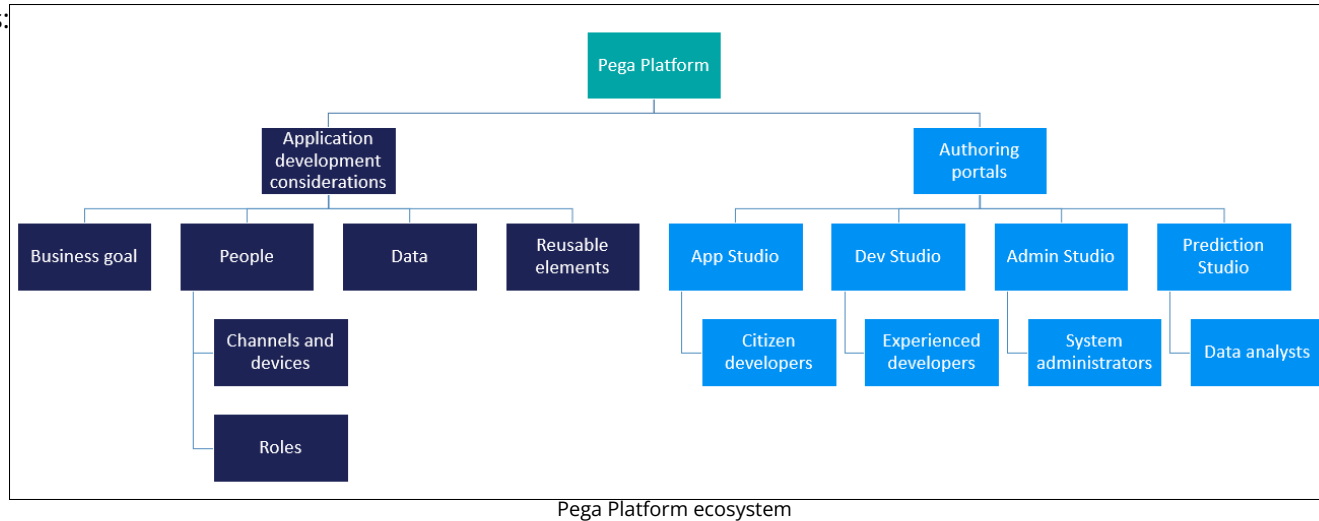 s:
Pega Platform
Application
development
considerations
Authoring
portals
Business goal
People
Data
Reusable
elements
App Studio
Dev Studio
Admin Studio
Prediction
Studio
Channels and
devices
Citizen
developers
Experienced
developers
System
administrators
Data analysts
Roles
Pega Platform ecosystem